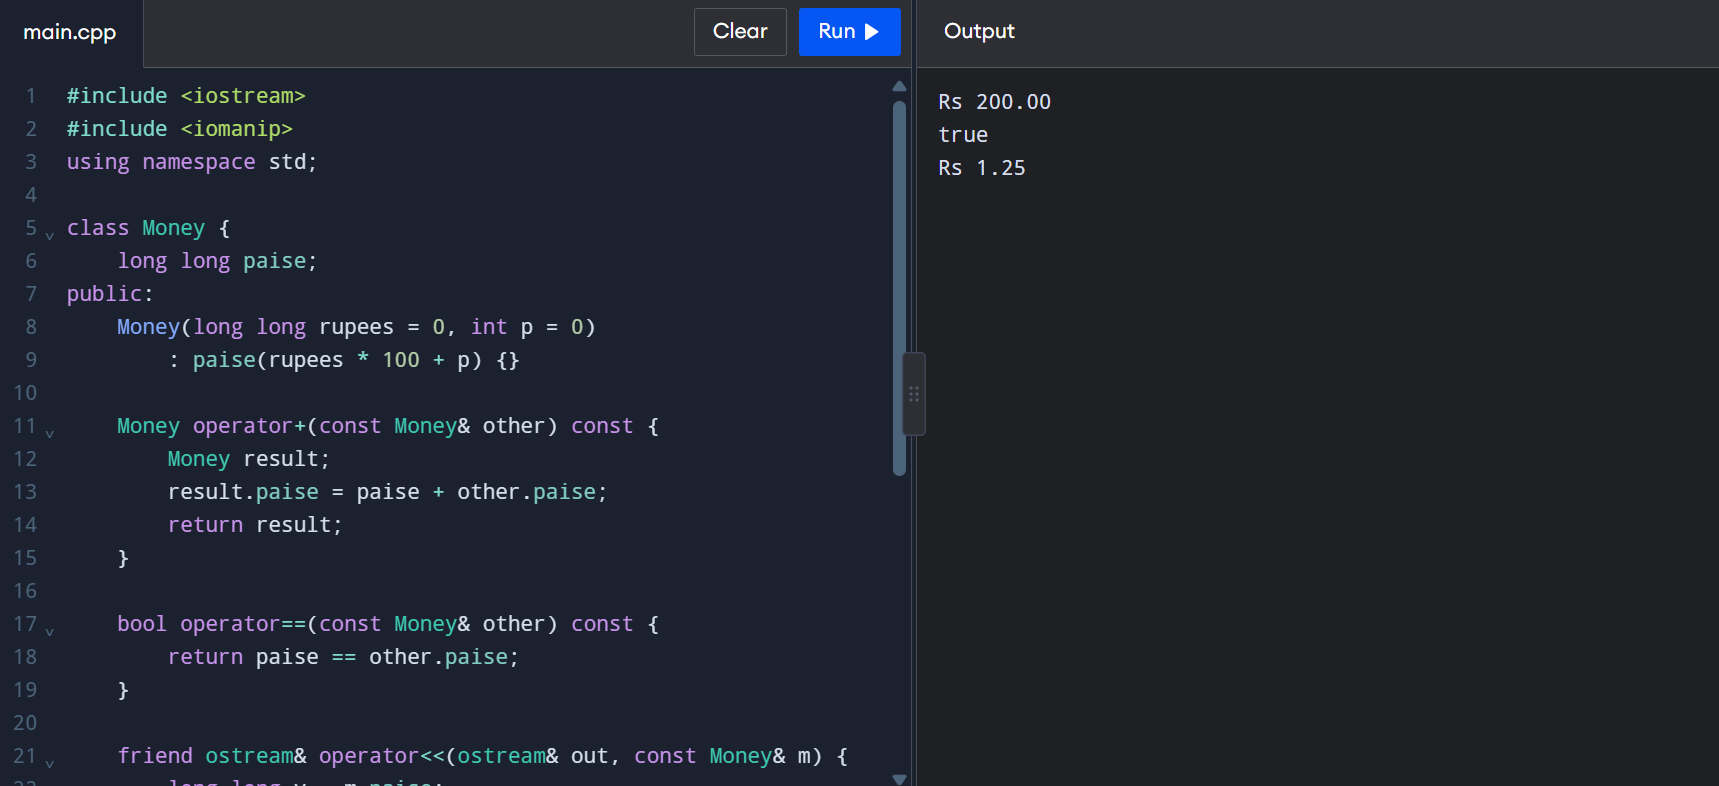 main.cpp
Clear
Run
Output
1 #include <iostream>
2 #include <iomanip>
3 using namespace std;
4
5 class Money {
6     long long paise;
7 public:
8     Money(long long rupees = 0, int p = 0)
9         : paise(rupees * 100 + p) {}
10
11     Money operator+(const Money& other) const {
12         Money result;
13         result.paise = paise + other.paise;
14         return result;
15     }
16
17     bool operator==(const Money& other) const {
18         return paise == other.paise;
19     }
20
21     friend ostream& operator<<(ostream& out, const Money& m) {
Rs 200.00
true
Rs 1.25